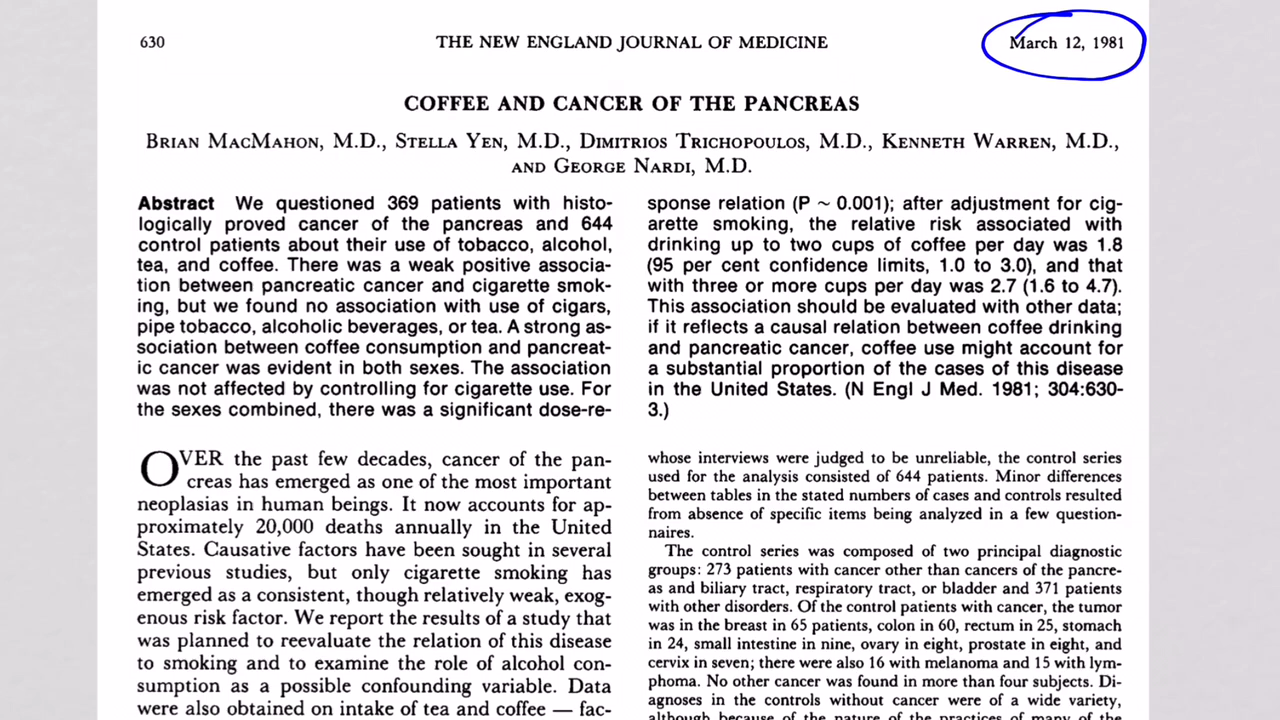 630 THE NEW ENGLAND JOURNAL OF MEDICINE March 12, 1981
COFFEE AND CANCER OF THE PANCREAS
BRIAN MACMAHON, M.D., STELLA YEN, M.D., DIMITRIOS TRICHOPOULOS, M.D., KENNETH WARREN, M.D.,
AND GEORGE NARDI, M.D.
Abstract We questioned 369 patients with histo-
logically proved cancer of the pancreas and 644
control patients about their use of tobacco, alcohol,
tea, and coffee. There was a weak positive associa-
tion between pancreatic cancer and cigarette smok-
ing, but we found no association with use of cigars,
pipe tobacco, alcoholic beverages, or tea. A strong as-
sociation between coffee consumption and pancreat-
ic cancer was evident in both sexes. The association
was not affected by controlling for cigarette use. For
the sexes combined, there was a significant dose-re-
sponse relation (P ~ 0.001); after adjustment for cig-
arette smoking, the relative risk associated with
drinking up to two cups of coffee per day was 1.8
(95 per cent confidence limits, 1.0 to 3.0), and that
with three or more cups per day was 2.7 (1.6 to 4.7).
This association should be evaluated with other data;
if it reflects a causal relation between coffee drinking
and pancreatic cancer, coffee use might account for
a substantial proportion of the cases of this disease
in the United States. (N Engl J Med. 1981; 304:630-
3.)
OVER the past few decades, cancer of the pan-
creas has emerged as one of the most important
neoplasias in human beings. It now accounts for ap-
proximately 20,000 deaths annually in the United
States. Causative factors have been sought in several
previous studies, but only cigarette smoking has
emerged as a consistent, though relatively weak, exog-
enous risk factor. We report the results of a study that
was planned to reevaluate the relation of this disease
to smoking and to examine the role of alcohol con-
sumption as a possible confounding variable. Data
were also obtained on intake of tea and coffee — fac-
whose interviews were judged to be unreliable, the control series
used for the analysis consisted of 644 patients. Minor differences
between tables in the stated numbers of cases and controls resulted
from absence of specific items being analyzed in a few question-
naires.
The control series was composed of two principal diagnostic
groups: 273 patients with cancer other than cancers of the pancre-
as and biliary tract, respiratory tract, or bladder and 371 patients
with other disorders. Of the control patients with cancer, the tumor
was in the breast in 65 patients, colon in 60, rectum in 25, stomach
in 24, small intestine in nine, ovary in eight, prostate in eight, and
cervix in seven; there were also 16 with melanoma and 15 with lym-
phoma. No other cancer was found in more than four subjects. Di-
agnoses in the controls without cancer were of a wide variety,
although because of the nature of the practices of many of the